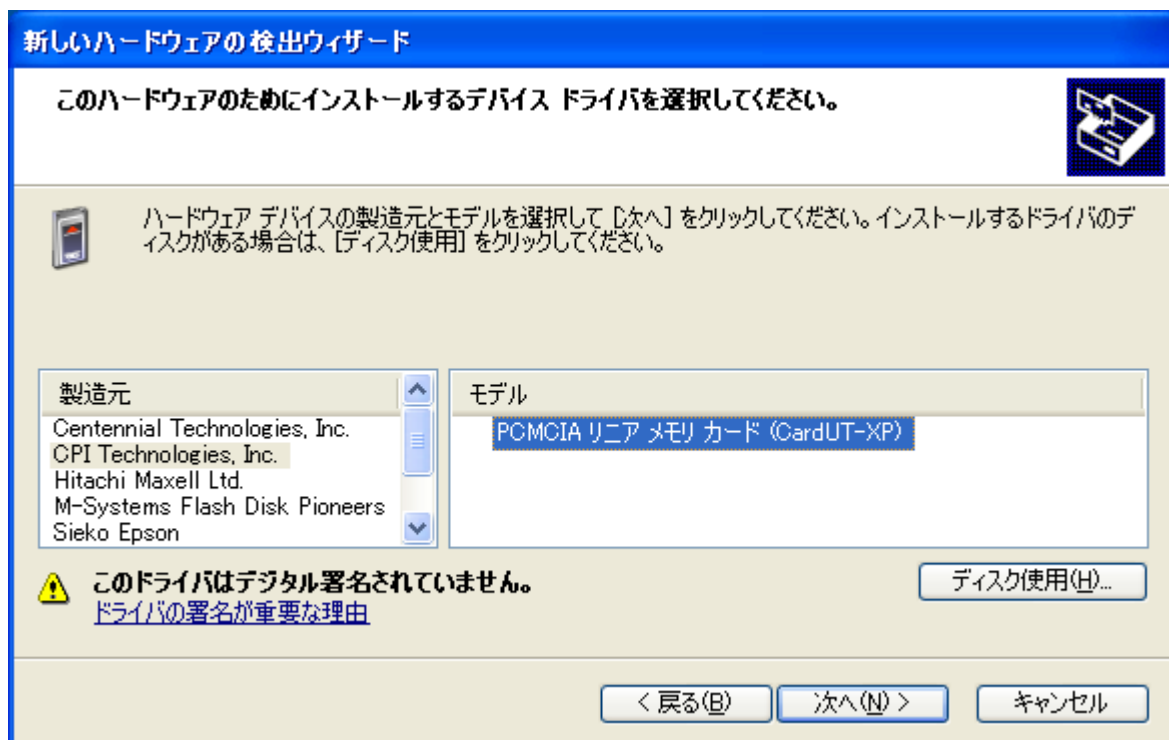 新しいハードウェアの検出ウィザード
このハードウェアのためにインストールするデバイス ドライバを選択してください。
ハードウェア デバイスの製造元とモデルを選択して [次へ] をクリックしてください。インストールするドライバのデ
ィスクがある場合は、[ディスク使用] をクリックしてください。
製造元
Centennial Technologies, Inc.
CPI Technologies, Inc.
Hitachi Maxell Ltd.
M-Systems Flash Disk Pioneers
Sieko Epson
モデル
PCMCIA リニア メモリ カード (CardUT-XP)
このドライバはデジタル署名されていません。
ドライバの署名が重要な理由
ディスク使用(H)...
< 戻る(B)
次へ(N) >
キャンセル